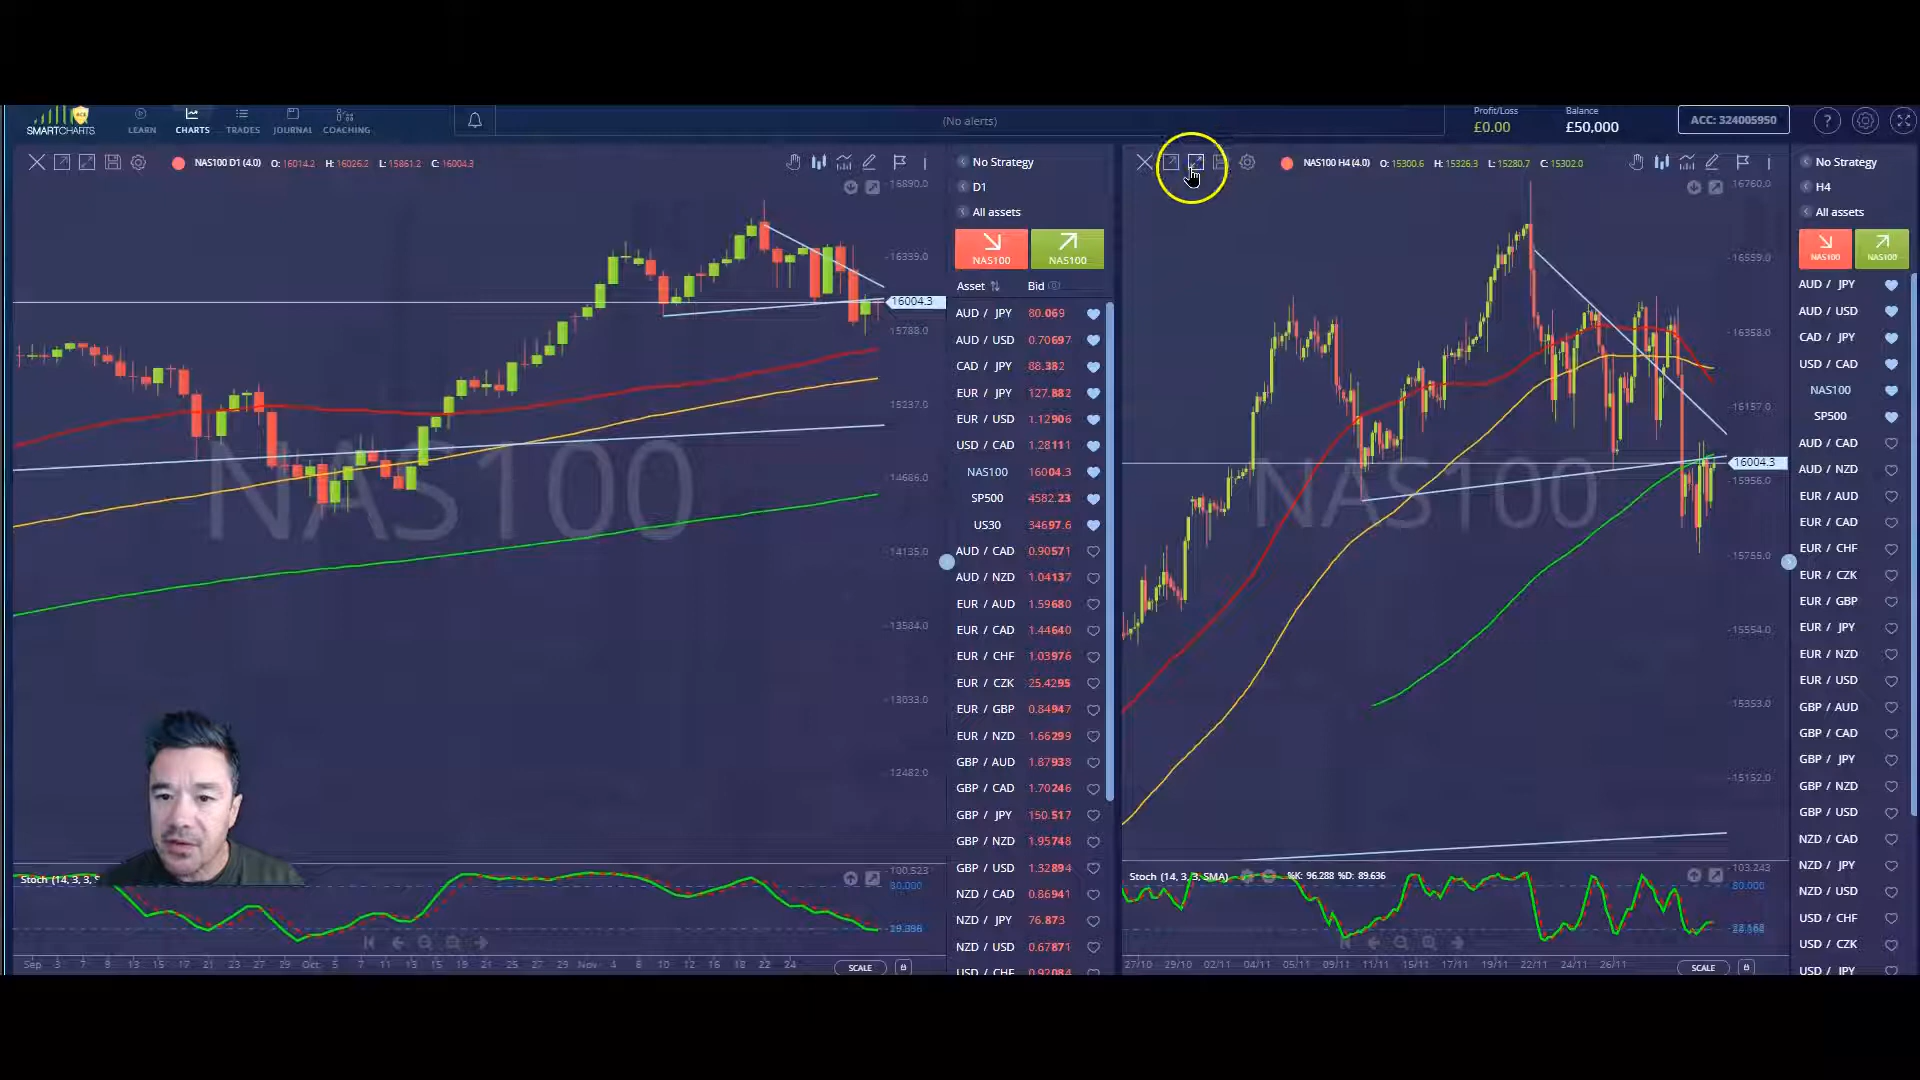 SMARTCHARTS
LEARN
CHARTS
TRADES
JOURNAL
COACHING
(No alerts)
Profit/Loss
£0.00
Balance
£50,000
ACC: 324005950
?
NAS100 D1 (4.0) O: 16014.2 H: 16026.2 L: 15861.2 C: 16004.3
16890.0
16339.0
16004.3
15788.0
15237.0
14686.0
14135.0
13584.0
13033.0
12482.0
NAS100
No Strategy
D1
All assets
NAS100
NAS100
Asset Bid
AUD / JPY 80.069
AUD / USD 0.70697
CAD / JPY 88.382
EUR / JPY 127.882
EUR / USD 1.12906
USD / CAD 1.28111
NAS100 16004.3
SP500 4582.23
US30 34697.6
AUD / CAD 0.90571
AUD / NZD 1.04137
EUR / AUD 1.59680
EUR / CAD 1.44640
EUR / CHF 1.03976
EUR / CZK 25.4295
EUR / GBP 0.84947
EUR / NZD 1.66299
GBP / AUD 1.87938
GBP / CAD 1.70246
GBP / JPY 150.517
GBP / NZD 1.95748
GBP / USD 1.32894
NZD / CAD 0.86941
NZD / JPY 76.873
NZD / USD 0.67871
USD / CHF 0.92084
Stoch (14, 3, 3, S
100.523
80.000
Sep 3 7 9 13 15 17 21 23 27 29 Oct 5 7 11 13 15 19 21 25 27 29 Nov 4 8 10 12 16 18 22 24
SCALE
NAS100 H4 (4.0) O: 15300.6 H: 15326.3 L: 15280.7 C: 15302.0
16760.0
16559.0
16358.0
16157.0
16004.3
15956.0
15755.0
15554.0
15353.0
15152.0
NAS100
No Strategy
H4
All assets
NAS100
NAS100
AUD / JPY
AUD / USD
CAD / JPY
USD / CAD
NAS100
SP500
AUD / CAD
AUD / NZD
EUR / AUD
EUR / CAD
EUR / CHF
EUR / CZK
EUR / GBP
EUR / JPY
EUR / NZD
EUR / USD
GBP / AUD
GBP / CAD
GBP / JPY
GBP / NZD
GBP / USD
NZD / CAD
NZD / JPY
NZD / USD
USD / CHF
USD / CZK
USD / JPY
Stoch (14, 3, 3, SMA) %K: 96.288 %D: 89.636
103.243
80.000
27/10 29/10 02/11 04/11 05/11 09/11 11/11 15/11 17/11 19/11 22/11 24/11 26/11
SCALE